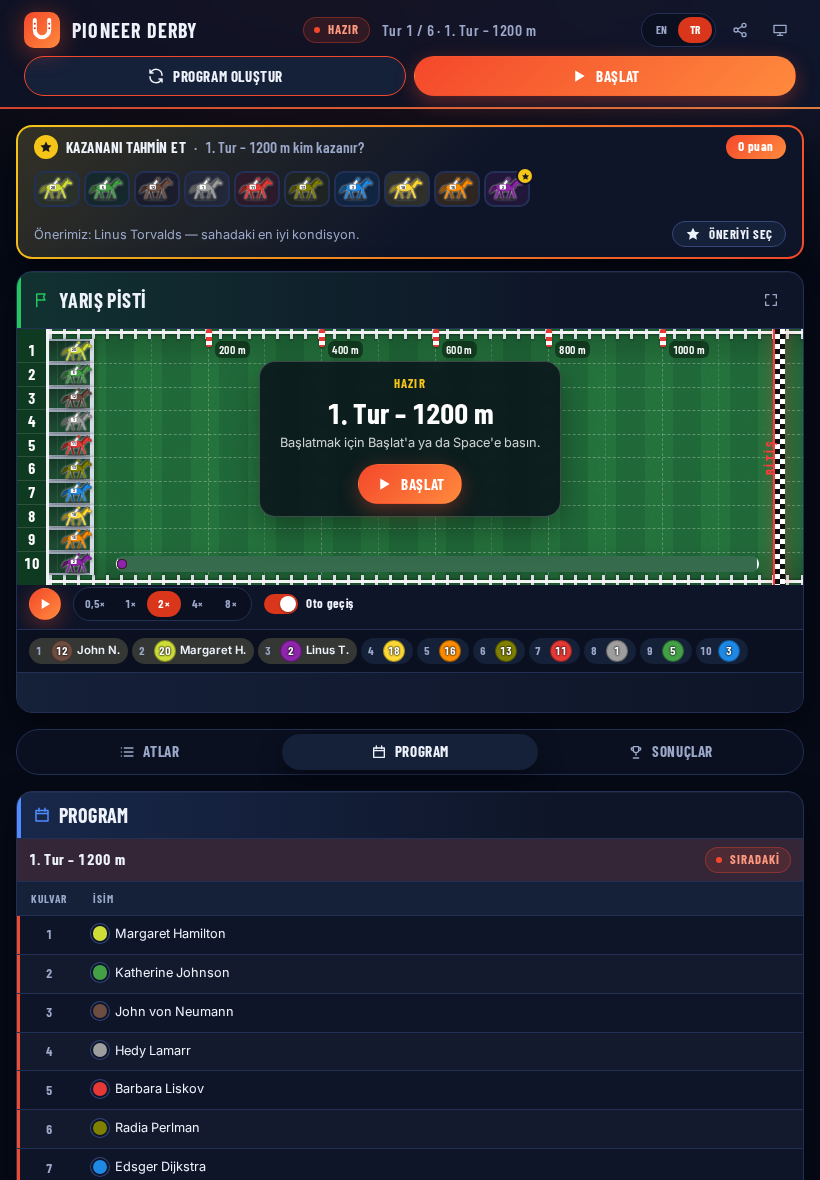 PIONEER DERBY
HAZIR
Tur 1 / 6 · 1. Tur – 1200 m
EN
TR
PROGRAM OLUŞTUR
BAŞLAT
KAZANANI TAHMİN ET · 1. Tur – 1200 m kim kazanır?
0 puan
Önerimiz: Linus Torvalds — sahadaki en iyi kondisyon.
ÖNERİYİ SEÇ
YARIŞ PİSTİ
200 m
400 m
600 m
800 m
1000 m
1
2
3
4
5
6
7
8
9
10
HAZIR
1. Tur – 1200 m
Başlatmak için Başlat'a ya da Space'e basın.
BAŞLAT
BİTİŞ
0,5×
1×
2×
4×
8×
Oto geçiş
1 12 John N.
2 20 Margaret H.
3 2 Linus T.
4 18
5 16
6 13
7 11
8 1
9 5
10 3
ATLAR
PROGRAM
SONUÇLAR
PROGRAM
1. Tur – 1200 m
SIRADAKİ
KULVAR
İSİM
1 Margaret Hamilton
2 Katherine Johnson
3 John von Neumann
4 Hedy Lamarr
5 Barbara Liskov
6 Radia Perlman
7 Edsger Dijkstra